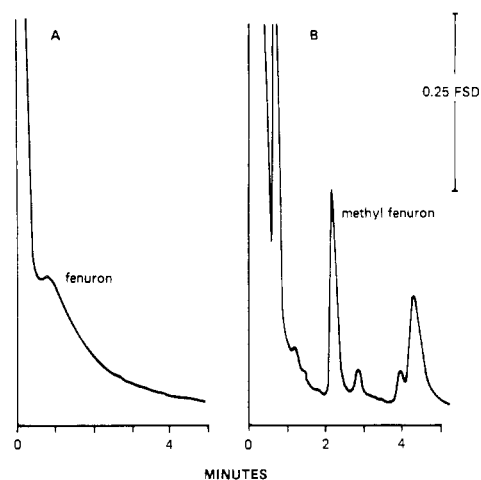 A
B
0.25 FSD
fenuron
methyl fenuron
0 4
0 2 4
MINUTES